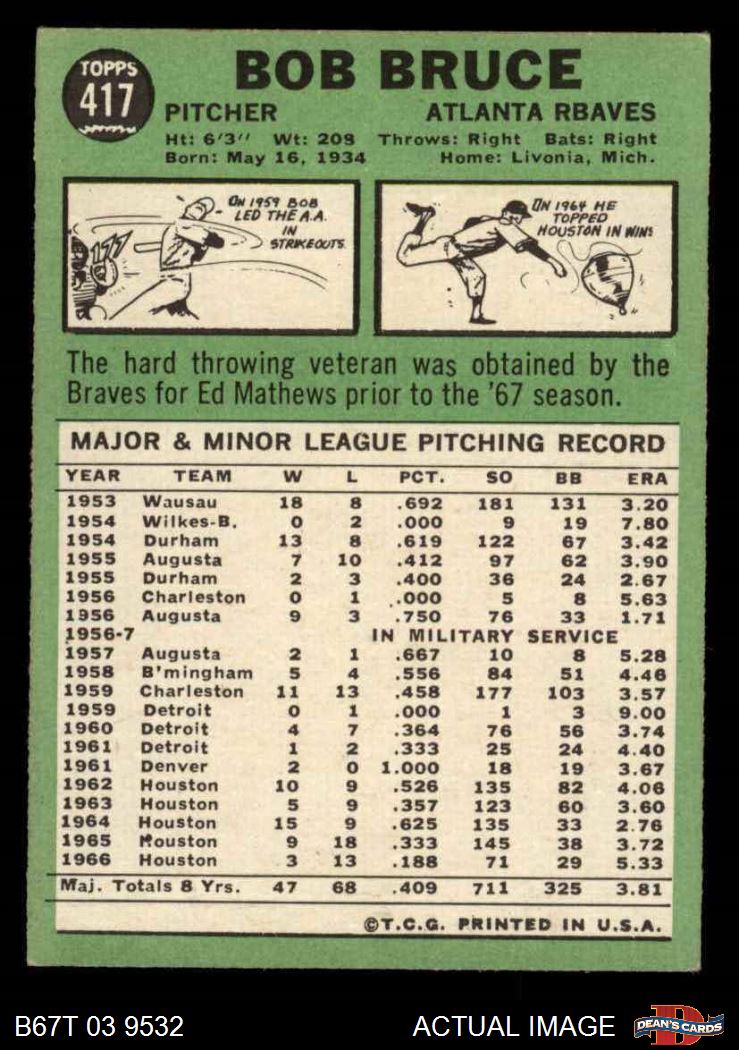 TOPPS
417
BOB BRUCE
PITCHER ATLANTA RBAVES
Ht: 6'3" Wt: 209 Throws: Right Bats: Right
Born: May 16, 1934 Home: Livonia, Mich.
ON 1959 BOB
LED THE A.A.
IN
STRIKEOUTS.
ON 1964 HE
TOPPED
HOUSTON IN WINS
The hard throwing veteran was obtained by the
Braves for Ed Mathews prior to the '67 season.
MAJOR & MINOR LEAGUE PITCHING RECORD
YEAR TEAM W L PCT. SO BB ERA
1953 Wausau 18 8 .692 181 131 3.20
1954 Wilkes-B. 0 2 .000 9 19 7.80
1954 Durham 13 8 .619 122 67 3.42
1955 Augusta 7 10 .412 97 62 3.90
1955 Durham 2 3 .400 36 24 2.67
1956 Charleston 0 1 .000 5 8 5.63
1956 Augusta 9 3 .750 76 33 1.71
1956-7 IN MILITARY SERVICE
1957 Augusta 2 1 .667 10 8 5.28
1958 B'mingham 5 4 .556 84 51 4.46
1959 Charleston 11 13 .458 177 103 3.57
1959 Detroit 0 1 .000 1 3 9.00
1960 Detroit 4 7 .364 76 56 3.74
1961 Detroit 1 2 .333 25 24 4.40
1961 Denver 2 0 1.000 18 19 3.67
1962 Houston 10 9 .526 135 82 4.06
1963 Houston 5 9 .357 123 60 3.60
1964 Houston 15 9 .625 135 33 2.76
1965 Houston 9 18 .333 145 38 3.72
1966 Houston 3 13 .188 71 29 5.33
Maj. Totals 8 Yrs. 47 68 .409 711 325 3.81
©T.C.G. PRINTED IN U.S.A.
B67T 03 9532 ACTUAL IMAGE
D
DEAN'S CARDS